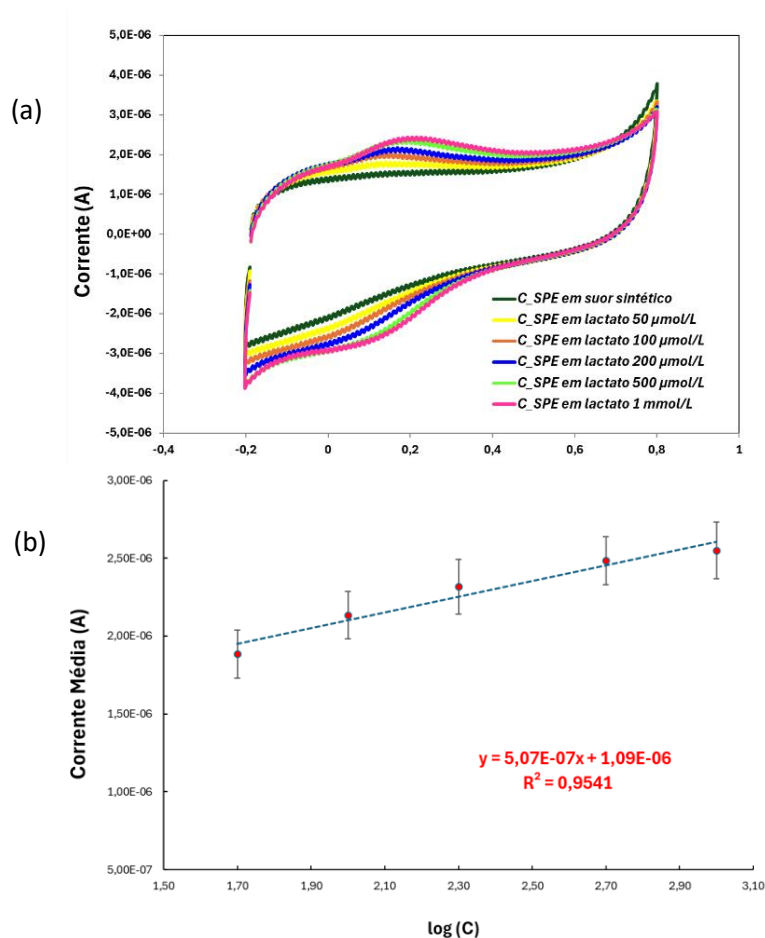 (a)
5,0E-06
4,0E-06
3,0E-06
2,0E-06
1,0E-06
0,0E+00
-1,0E-06
-2,0E-06
-3,0E-06
-4,0E-06
-5,0E-06
Corrente (A)
C_SPE em suor sintético
C_SPE em lactato 50 µmol/L
C_SPE em lactato 100 µmol/L
C_SPE em lactato 200 µmol/L
C_SPE em lactato 500 µmol/L
C_SPE em lactato 1 mmol/L
-0,4 -0,2 0 0,2 0,4 0,6 0,8 1
(b)
3,00E-06
2,50E-06
2,00E-06
1,50E-06
1,00E-06
5,00E-07
Corrente Média (A)
y = 5,07E-07x + 1,09E-06
R² = 0,9541
1,50 1,70 1,90 2,10 2,30 2,50 2,70 2,90 3,10
log (C)